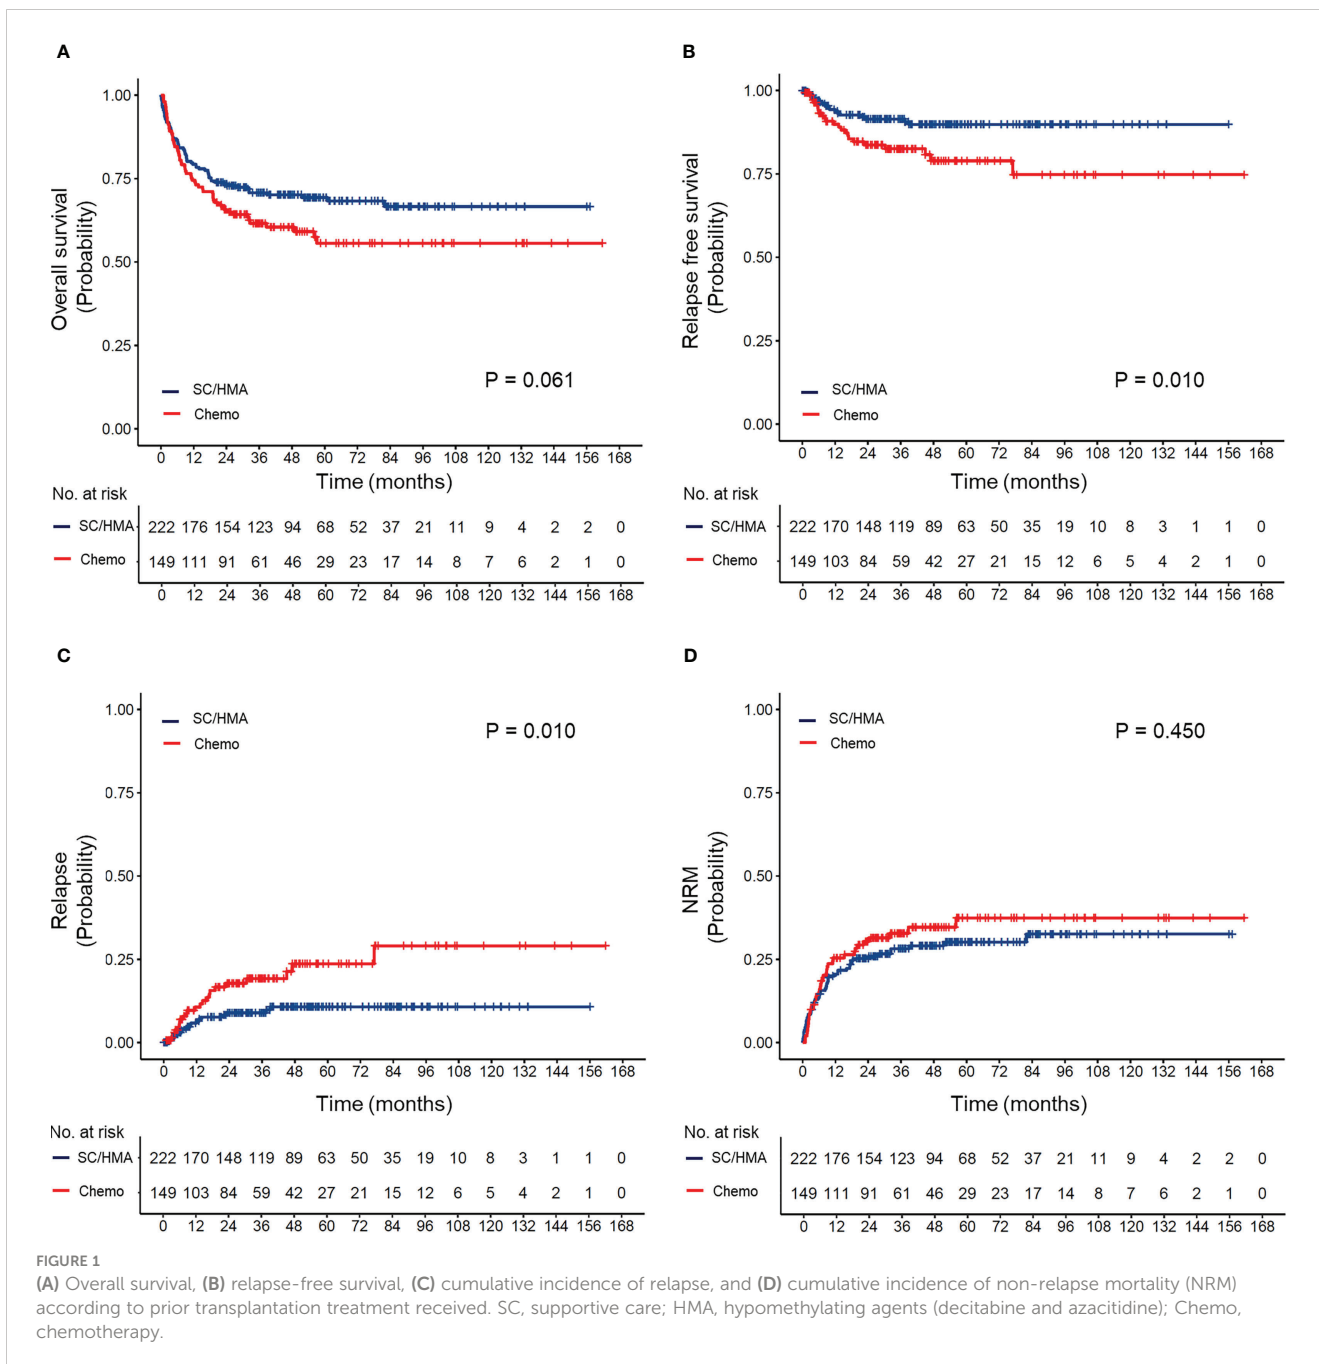 A
1.00
0.75
0.50
0.25
0.00
Overall survival
(Probability)
SC/HMA
Chemo
P = 0.061
0 12 24 36 48 60 72 84 96 108 120 132 144 156 168
Time (months)
No. at risk
SC/HMA 222 176 154 123 94 68 52 37 21 11 9 4 2 2 0
Chemo 149 111 91 61 46 29 23 17 14 8 7 6 2 1 0
0 12 24 36 48 60 72 84 96 108 120 132 144 156 168
B
1.00
0.75
0.50
0.25
0.00
Relapse free survival
(Probability)
SC/HMA
Chemo
P = 0.010
0 12 24 36 48 60 72 84 96 108 120 132 144 156 168
Time (months)
No. at risk
SC/HMA 222 170 148 119 89 63 50 35 19 10 8 3 1 1 0
Chemo 149 103 84 59 42 27 21 15 12 6 5 4 2 1 0
0 12 24 36 48 60 72 84 96 108 120 132 144 156 168
C
1.00
0.75
0.50
0.25
0.00
Relapse
(Probability)
SC/HMA
Chemo
P = 0.010
0 12 24 36 48 60 72 84 96 108 120 132 144 156 168
Time (months)
No. at risk
SC/HMA 222 170 148 119 89 63 50 35 19 10 8 3 1 1 0
Chemo 149 103 84 59 42 27 21 15 12 6 5 4 2 1 0
0 12 24 36 48 60 72 84 96 108 120 132 144 156 168
D
1.00
0.75
0.50
0.25
0.00
NRM
(Probability)
SC/HMA
Chemo
P = 0.450
0 12 24 36 48 60 72 84 96 108 120 132 144 156 168
Time (months)
No. at risk
SC/HMA 222 176 154 123 94 68 52 37 21 11 9 4 2 2 0
Chemo 149 111 91 61 46 29 23 17 14 8 7 6 2 1 0
0 12 24 36 48 60 72 84 96 108 120 132 144 156 168
FIGURE 1
(A) Overall survival, (B) relapse-free survival, (C) cumulative incidence of relapse, and (D) cumulative incidence of non-relapse mortality (NRM)
according to prior transplantation treatment received. SC, supportive care; HMA, hypomethylating agents (decitabine and azacitidine); Chemo,
chemotherapy.